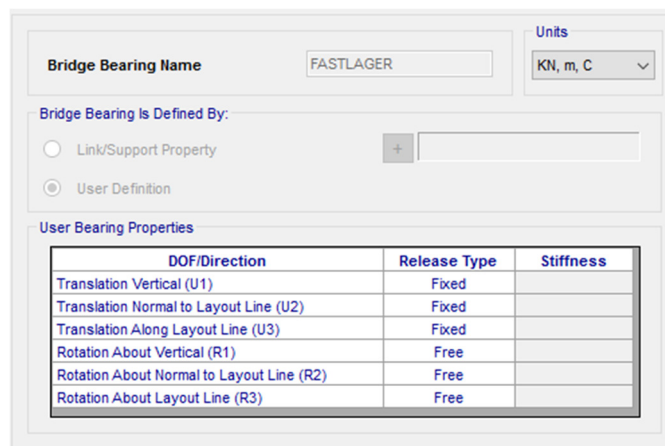 Units
Bridge Bearing Name FASTLAGER KN, m, C
Bridge Bearing Is Defined By:
Link/Support Property +
User Definition
User Bearing Properties
DOF/Direction Release Type Stiffness
Translation Vertical (U1) Fixed
Translation Normal to Layout Line (U2) Fixed
Translation Along Layout Line (U3) Fixed
Rotation About Vertical (R1) Free
Rotation About Normal to Layout Line (R2) Free
Rotation About Layout Line (R3) Free